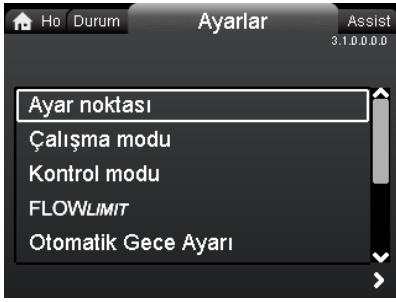 Ho Durum Ayarlar Assist
3.1.0.0.0.0
Ayar noktası
Çalışma modu
Kontrol modu
FLOWLIMIT
Otomatik Gece Ayarı